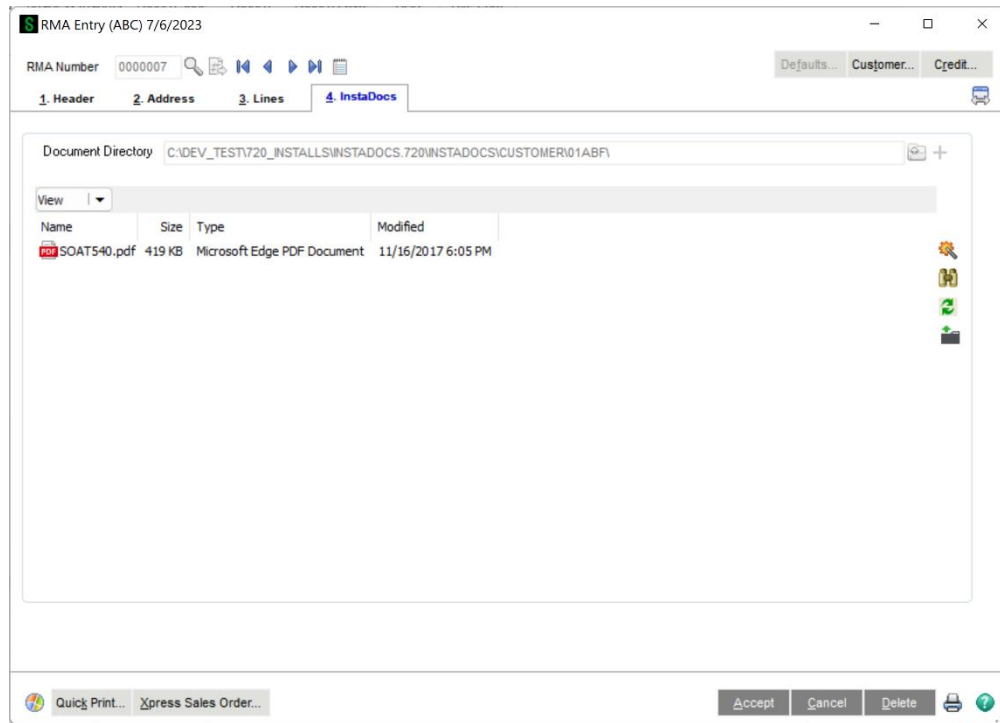 RMA Entry (ABC) 7/6/2023
RMA Number 0000007 Defaults... Customer... Credit...
1. Header 2. Address 3. Lines 4. InstaDocs
Document Directory C:\DEV_TEST\720_INSTALLS\INSTADOCS.720\INSTADOCS\CUSTOMER\01ABF\
View
Name Size Type Modified
PDF SOAT540.pdf 419 KB Microsoft Edge PDF Document 11/16/2017 6:05 PM
Quick Print... Xpress Sales Order... Accept Cancel Delete